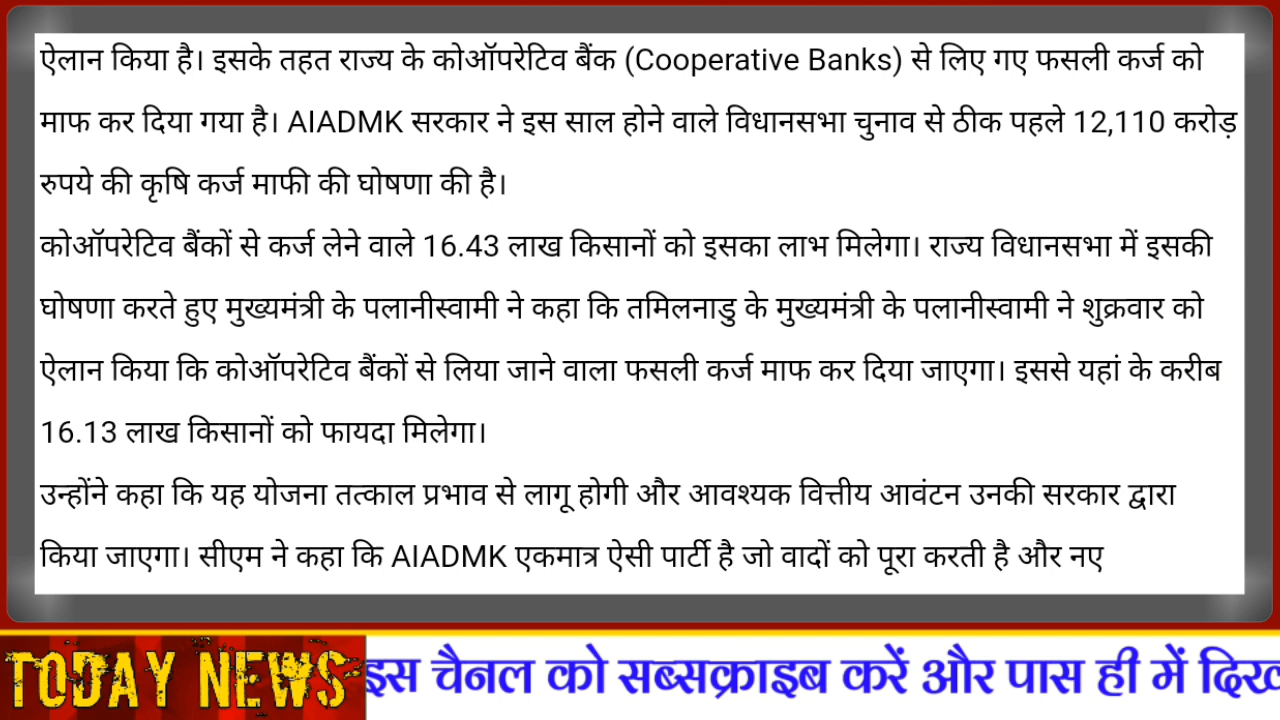 ऐलान किया है। इसके तहत राज्य के कोऑपरेटिव बैंक (Cooperative Banks) से लिए गए फसली कर्ज को
माफ कर दिया गया है। AIADMK सरकार ने इस साल होने वाले विधानसभा चुनाव से ठीक पहले 12,110 करोड़
रुपये की कृषि कर्ज माफी की घोषणा की है।
कोऑपरेटिव बैंकों से कर्ज लेने वाले 16.43 लाख किसानों को इसका लाभ मिलेगा। राज्य विधानसभा में इसकी
घोषणा करते हुए मुख्यमंत्री के पलानीस्वामी ने कहा कि तमिलनाडु के मुख्यमंत्री के पलानीस्वामी ने शुक्रवार को
ऐलान किया कि कोऑपरेटिव बैंकों से लिया जाने वाला फसली कर्ज माफ कर दिया जाएगा। इससे यहां के करीब
16.13 लाख किसानों को फायदा मिलेगा।
उन्होंने कहा कि यह योजना तत्काल प्रभाव से लागू होगी और आवश्यक वित्तीय आवंटन उनकी सरकार द्वारा
किया जाएगा। सीएम ने कहा कि AIADMK एकमात्र ऐसी पार्टी है जो वादों को पूरा करती है और नए
TODAY NEWS इस चैनल को सब्सक्राइब करें और पास ही में